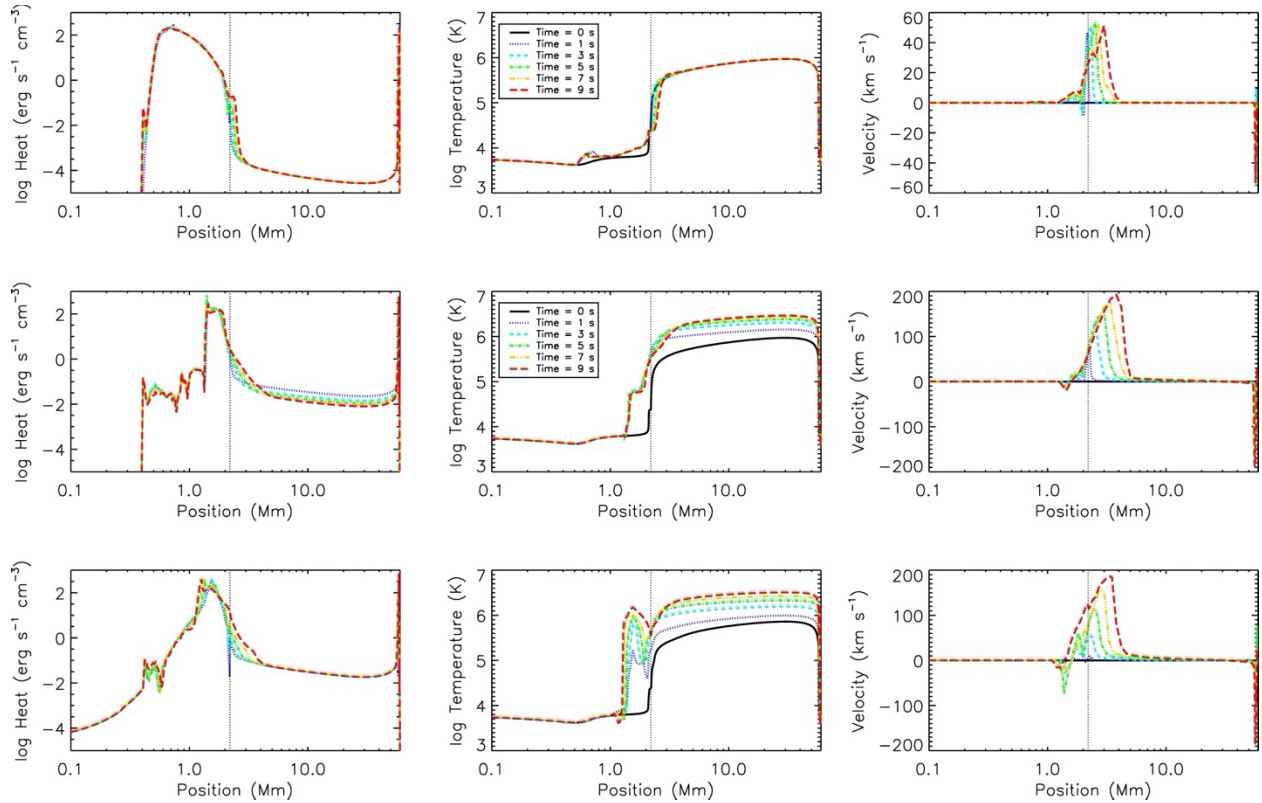 log Heat (erg s⁻¹ cm⁻³)
2
0
−2
−4
0.1 1.0 10.0
Position (Mm)
log Temperature (K)
7
6
5
4
3
Time = 0 s
Time = 1 s
Time = 3 s
Time = 5 s
Time = 7 s
Time = 9 s
0.1 1.0 10.0
Position (Mm)
Velocity (km s⁻¹)
60
40
20
0
−20
−40
−60
0.1 1.0 10.0
Position (Mm)
log Heat (erg s⁻¹ cm⁻³)
2
0
−2
−4
0.1 1.0 10.0
Position (Mm)
log Temperature (K)
7
6
5
4
3
Time = 0 s
Time = 1 s
Time = 3 s
Time = 5 s
Time = 7 s
Time = 9 s
0.1 1.0 10.0
Position (Mm)
Velocity (km s⁻¹)
200
100
0
−100
−200
0.1 1.0 10.0
Position (Mm)
log Heat (erg s⁻¹ cm⁻³)
2
0
−2
−4
0.1 1.0 10.0
Position (Mm)
log Temperature (K)
7
6
5
4
3
0.1 1.0 10.0
Position (Mm)
Velocity (km s⁻¹)
200
100
0
−100
−200
0.1 1.0 10.0
Position (Mm)